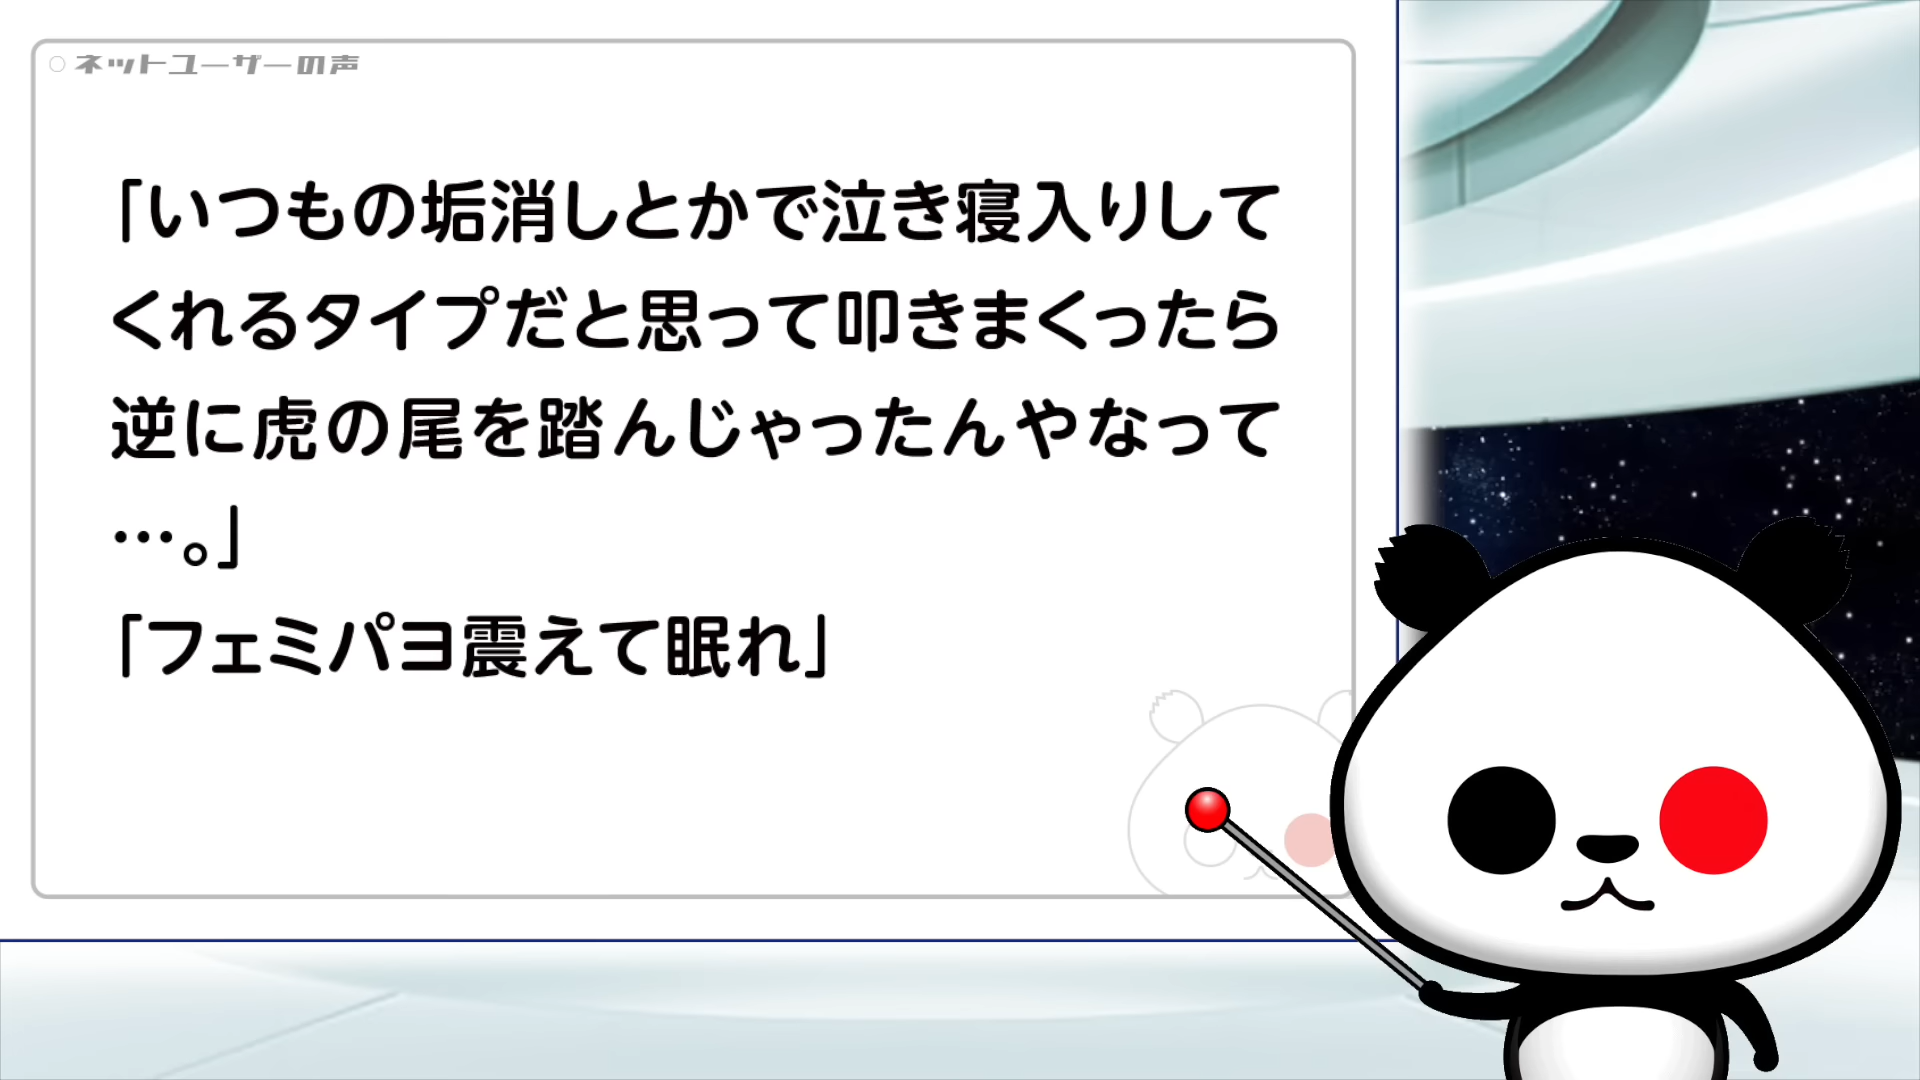 ネットユーザーの声
「いつもの垢消しとかで泣き寝入りして
くれるタイプだと思って叩きまくったら
逆に虎の尾を踏んじゃったんやなって
…。」
「フェミパヨ震えて眠れ」